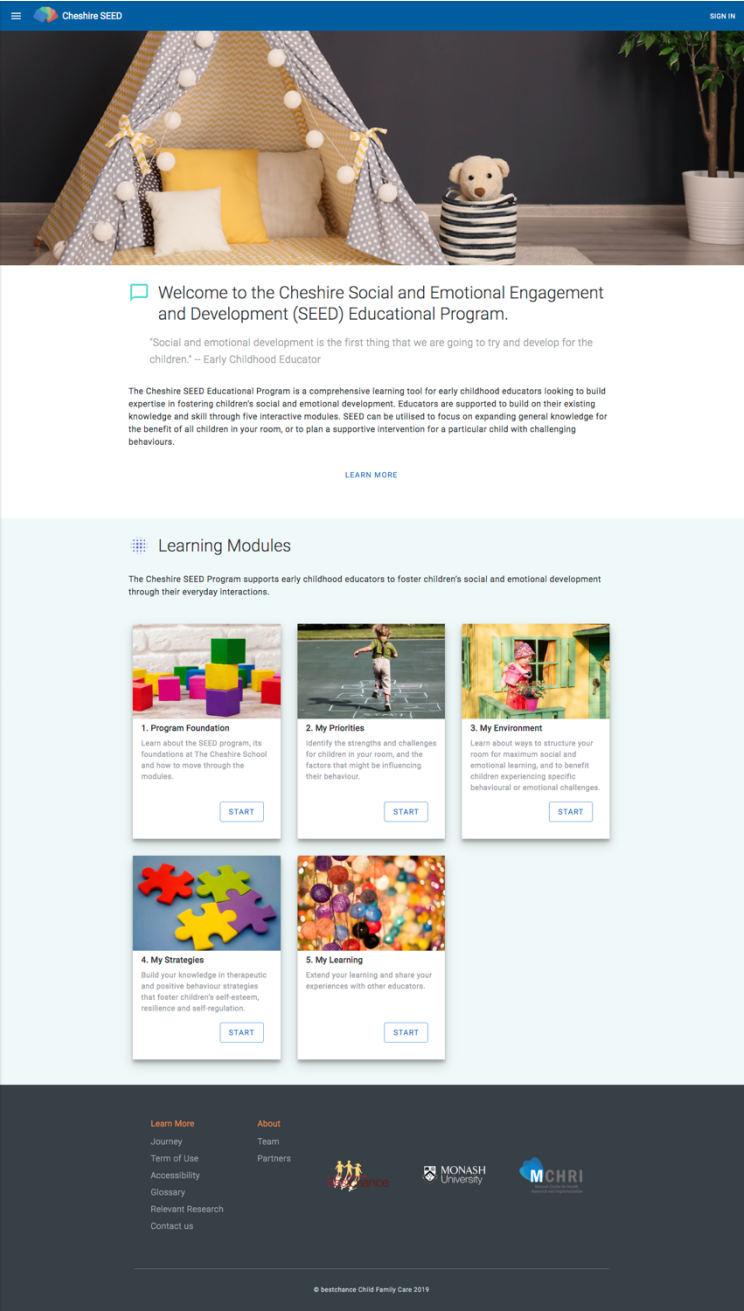 Cheshire SEED
SIGN IN
Welcome to the Cheshire Social and Emotional Engagement
and Development (SEED) Educational Program.
"Social and emotional development is the first thing that we are going to try and develop for the
children." -- Early Childhood Educator
The Cheshire SEED Educational Program is a comprehensive learning tool for early childhood educators looking to build
expertise in fostering children's social and emotional development. Educators are supported to build on their existing
knowledge and skill through five interactive modules. SEED can be utilised to focus on expanding general knowledge for
the benefit of all children in your room, or to plan a supportive intervention for a particular child with challenging
behaviours.
LEARN MORE
Learning Modules
The Cheshire SEED Program supports early childhood educators to foster children's social and emotional development
through their everyday interactions.
1. Program Foundation
Learn about the SEED program, its
foundations at The Cheshire School
and how to move through the
modules.
START
2. My Priorities
Identify the strengths and challenges
for children in your room, and the
factors that might be influencing
their behaviour.
START
3. My Environment
Learn about ways to structure your
room for maximum social and
emotional learning, and to benefit
children experiencing specific
behavioural or emotional challenges.
START
4. My Strategies
Build your knowledge in therapeutic
and positive behaviour strategies
that foster children's self-esteem,
resilience and self-regulation.
START
5. My Learning
Extend your learning and share your
experiences with other educators.
START
Learn More
Journey
Term of Use
Accessibility
Glossary
Relevant Research
Contact us
About
Team
Partners
bestchance
MONASH
University
MCHRI
© bestchance Child Family Care 2019